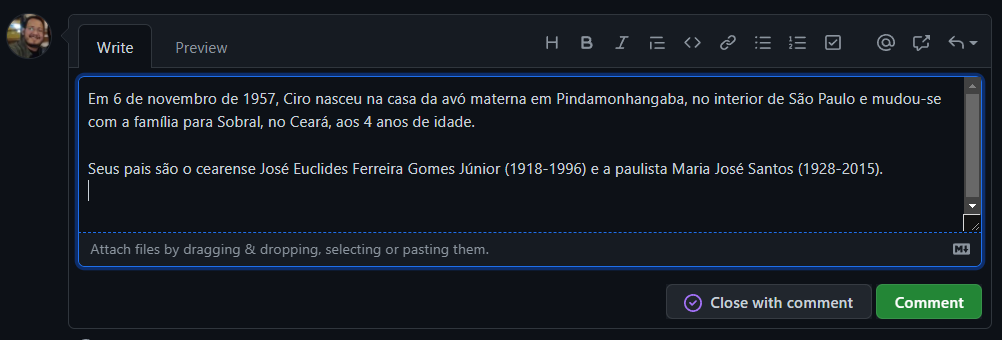 Write
Preview
Em 6 de novembro de 1957, Ciro nasceu na casa da avó materna em Pindamonhangaba, no interior de São Paulo e mudou-se
com a família para Sobral, no Ceará, aos 4 anos de idade.
Seus pais são o cearense José Euclides Ferreira Gomes Júnior (1918-1996) e a paulista Maria José Santos (1928-2015).
Attach files by dragging & dropping, selecting or pasting them.
Close with comment
Comment